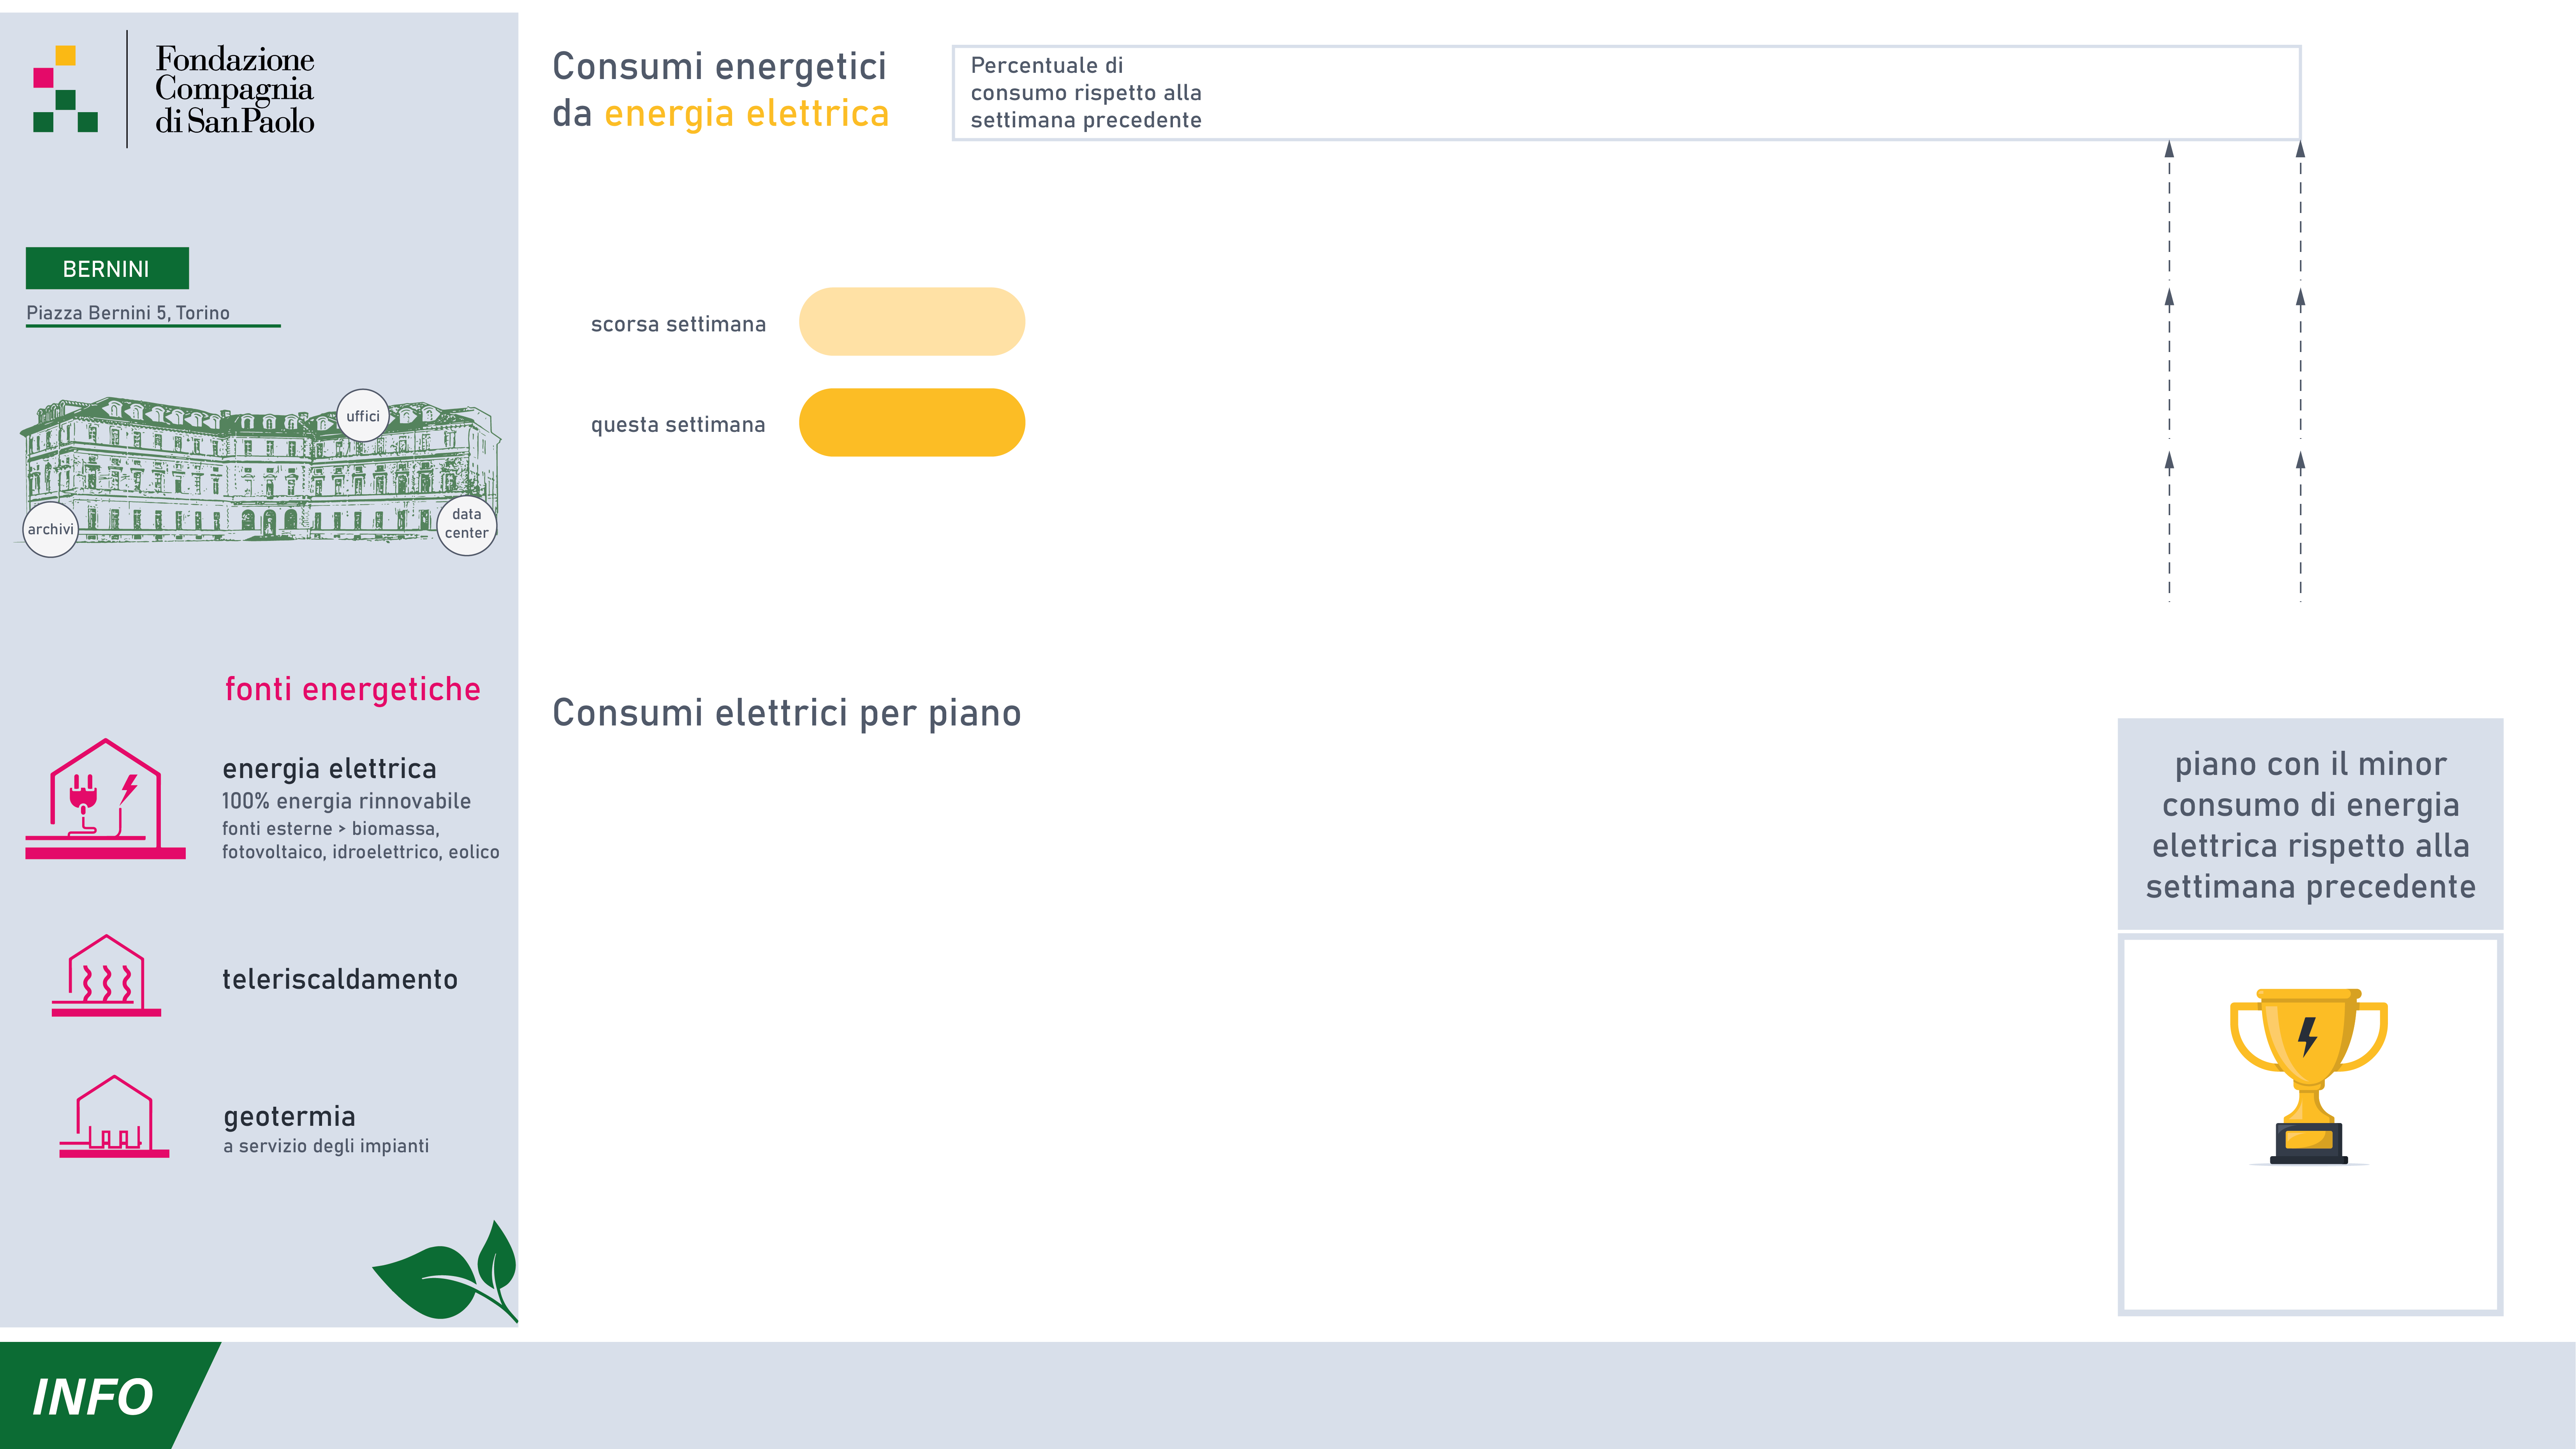 Fondazione
Compagnia
di San Paolo
BERNINI
Piazza Bernini 5, Torino
uffici
archivi
data
center
fonti energetiche
energia elettrica
100% energia rinnovabile
fonti esterne > biomassa,
fotovoltaico, idroelettrico, eolico
teleriscaldamento
geotermia
a servizio degli impianti
Consumi energetici
da energia elettrica
Percentuale di
consumo rispetto alla
settimana precedente
scorsa settimana
questa settimana
Consumi elettrici per piano
piano con il minor
consumo di energia
elettrica rispetto alla
settimana precedente
INFO